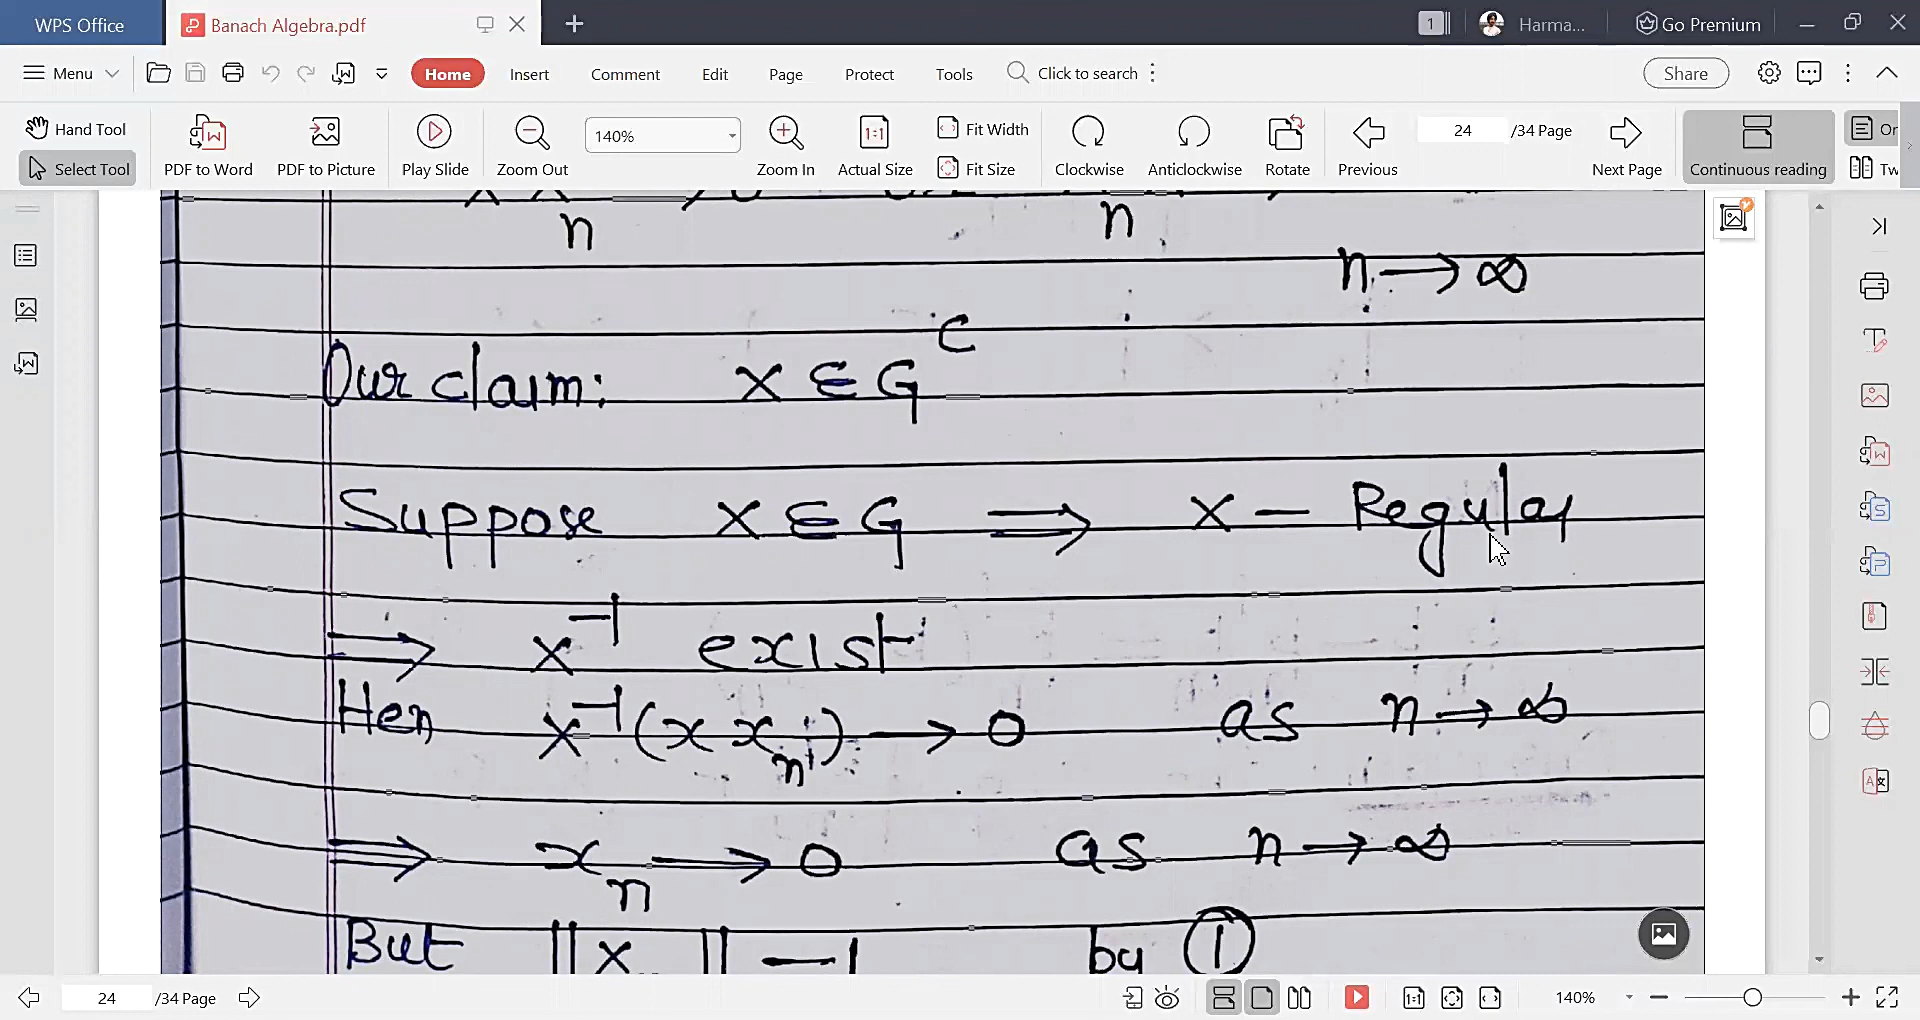 WPS Office Banach Algebra.pdf 1 Harma... Go Premium
Menu Home Insert Comment Edit Page Protect Tools Click to search Share
Hand Tool 140% Fit Width 24 /34 Page
Select Tool PDF to Word PDF to Picture Play Slide Zoom Out Zoom In Actual Size Fit Size Clockwise Anticlockwise Rotate Previous Next Page Continuous reading
n n
n → ∞
Our claim: x ∈ G^c
Suppose x ∈ G ⇒ x – Regular
⇒ x^-1 exist
Hen x^-1(x x_n) → 0 as n → ∞
⇒ x_n → 0 as n → ∞
But ||x || – 1 by ①
24 /34 Page 140%